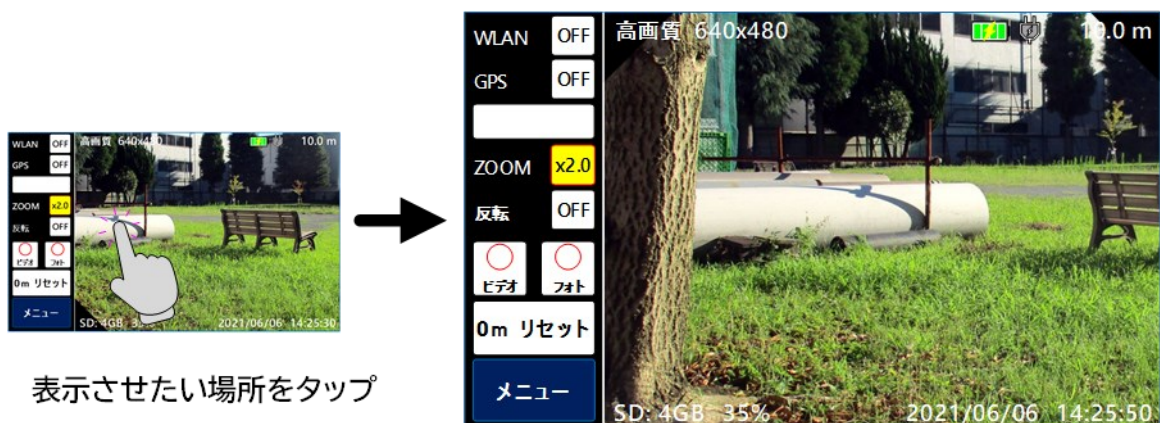 WLAN OFF
高画質 640x480
10.0 m
GPS OFF
ZOOM x2.0
反転 OFF
ビデオ フォト
0m リセット
メニュー
SD: 4GB 35%
2021/06/06 14:25:30
表示させたい場所をタップ
WLAN OFF
高画質 640x480
10.0 m
GPS OFF
ZOOM x2.0
反転 OFF
ビデオ フォト
0m リセット
メニュー
SD: 4GB 35%
2021/06/06 14:25:50